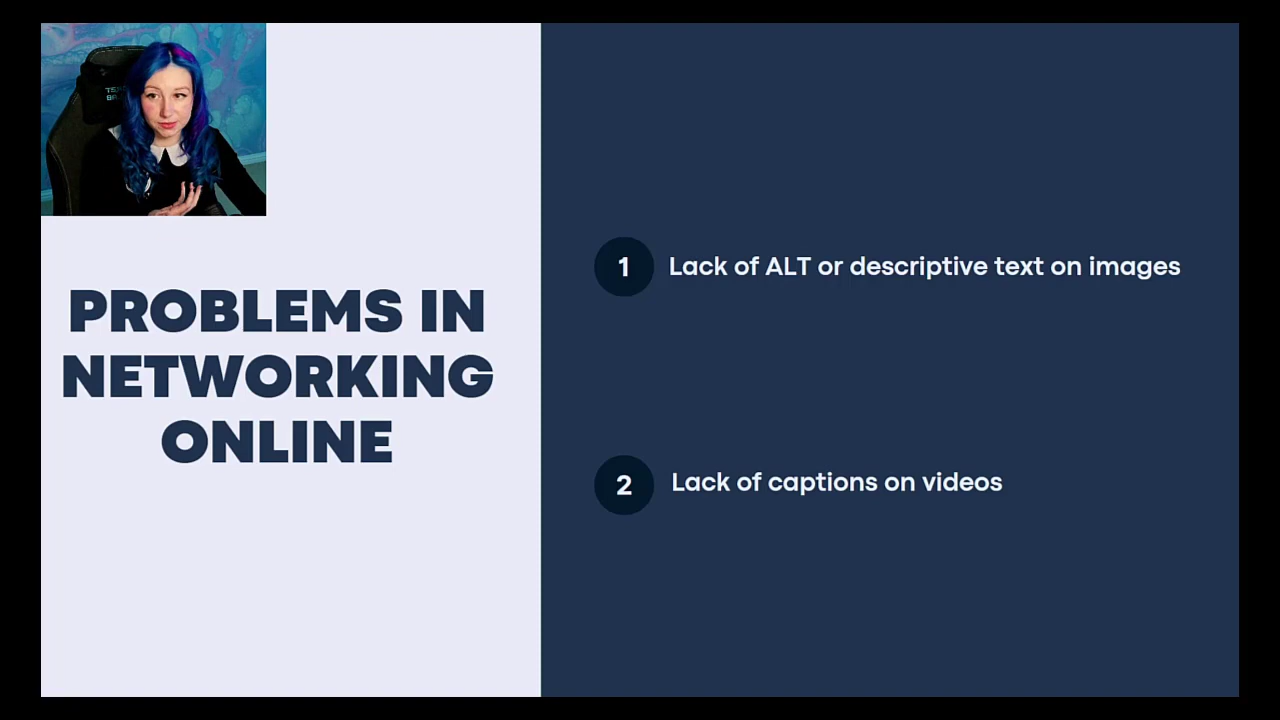 PROBLEMS IN
NETWORKING
ONLINE
1 Lack of ALT or descriptive text on images
2 Lack of captions on videos